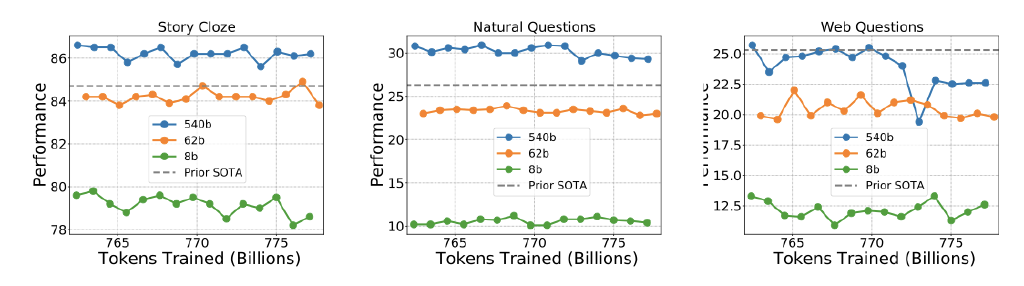 Story Cloze
Performance
86
84
82
80
78
540b
62b
8b
Prior SOTA
765
770
775
Tokens Trained (Billions)
Natural Questions
Performance
30
25
20
15
10
540b
62b
8b
Prior SOTA
765
770
775
Tokens Trained (Billions)
Web Questions
Performance
25.0
22.5
20.0
17.5
15.0
12.5
540b
62b
8b
Prior SOTA
765
770
775
Tokens Trained (Billions)